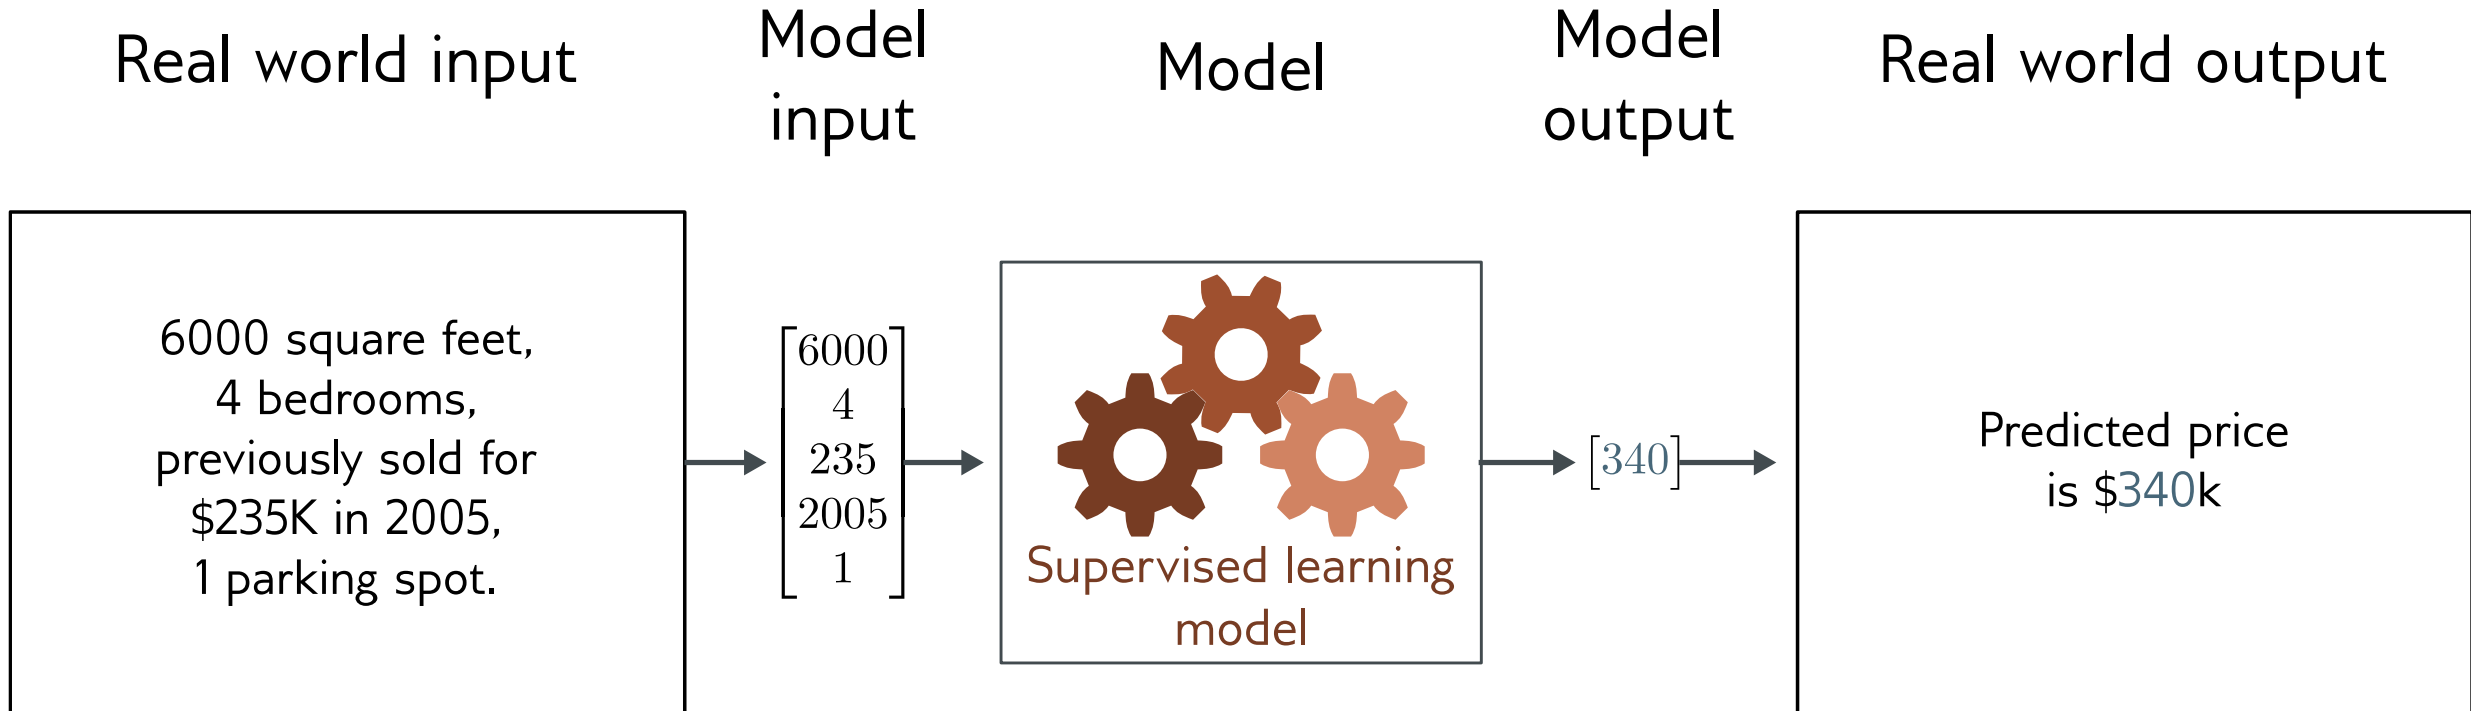 Real world input
Model
input
Model
Model
output
Real world output
6000 square feet,
4 bedrooms,
previously sold for
$235K in 2005,
1 parking spot.
6000
4
235
2005
1
Supervised learning
model
[340]
Predicted price
is $340k